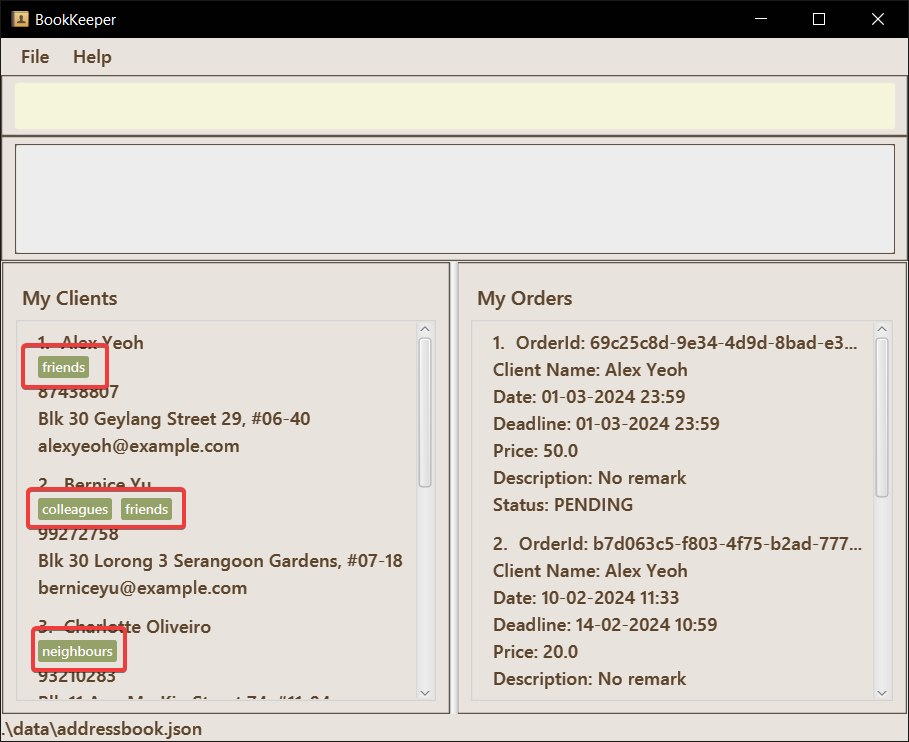 BookKeeper
File Help
My Clients
1. Alex Yeoh
friends
87438807
Blk 30 Geylang Street 29, #06-40
alexyeoh@example.com
2. Bernice Yu
colleagues friends
99272758
Blk 30 Lorong 3 Serangoon Gardens, #07-18
berniceyu@example.com
3. Charlotte Oliveiro
neighbours
93210283
My Orders
1. OrderId: 69c25c8d-9e34-4d9d-8bad-e3...
Client Name: Alex Yeoh
Date: 01-03-2024 23:59
Deadline: 01-03-2024 23:59
Price: 50.0
Description: No remark
Status: PENDING
2. OrderId: b7d063c5-f803-4f75-b2ad-777...
Client Name: Alex Yeoh
Date: 10-02-2024 11:33
Deadline: 14-02-2024 10:59
Price: 20.0
Description: No remark
.\data\addressbook.json